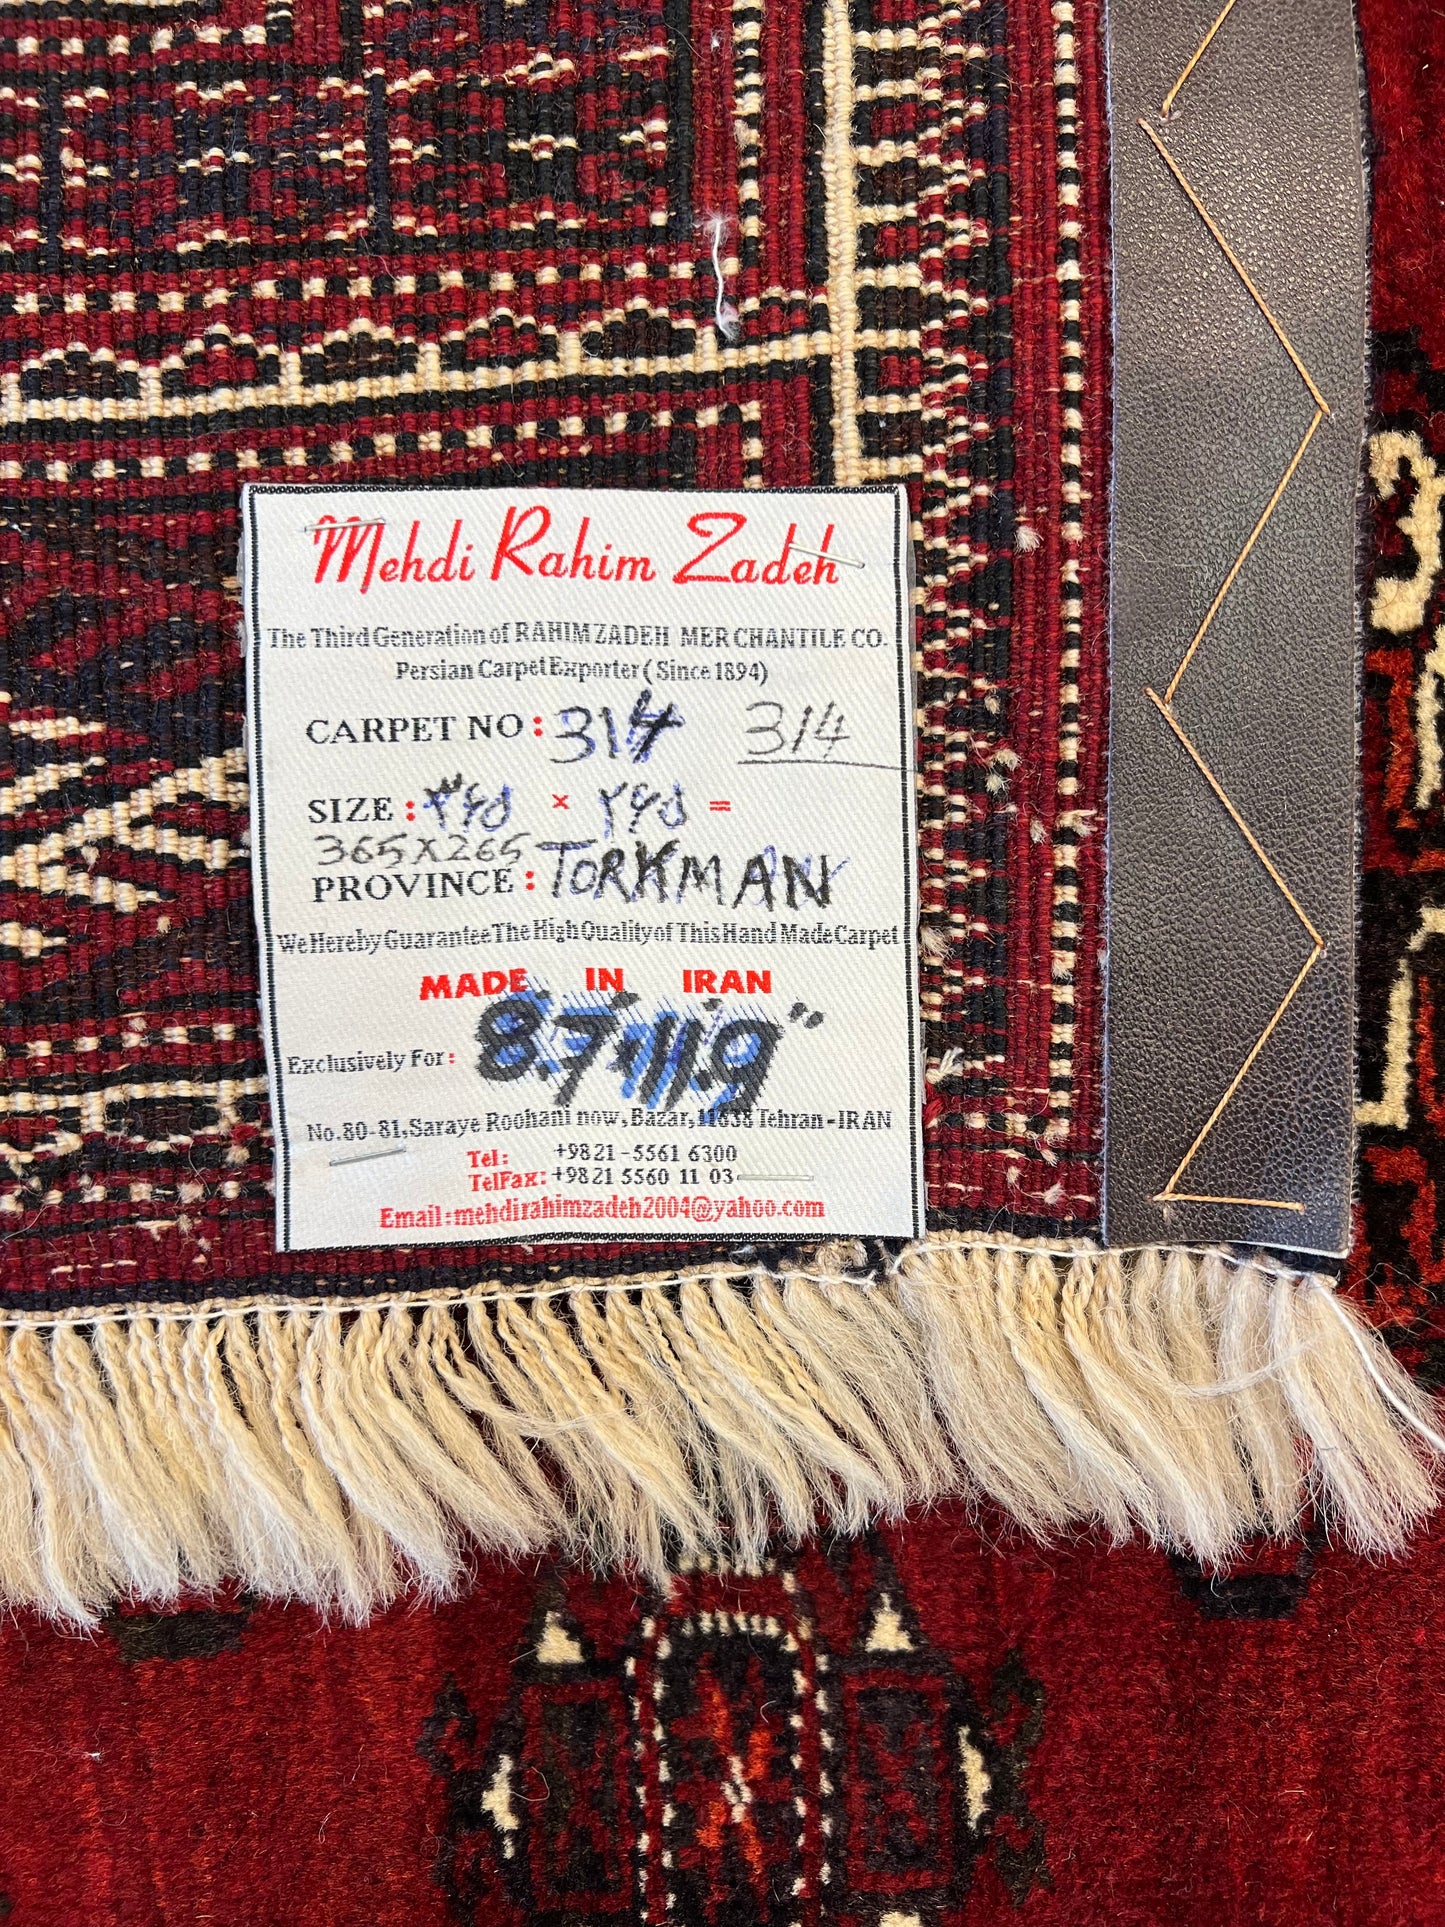 Mehdi Rahim Zadeh
The Third Generation of RAHIMZADEH MERCHANTILE CO.
Persian Carpet Exporter ( Since 1894)
CARPET NO : 314 314
SIZE : ۳۶۵ × ۲۶۵ =
365X265
PROVINCE : TORKMAN
We Hereby Guarantee The High Quality of This Hand Made Carpet
MADE IN IRAN
Exclusively For : 8.7×11.9"
No. 80-81, Saraye Roohani now, Bazar, 11638 Tehran - IRAN
Tel : +9821 - 5561 6300
TelFax : +9821 5560 11 03
Email : mehdirahimzadeh2004@yahoo.com